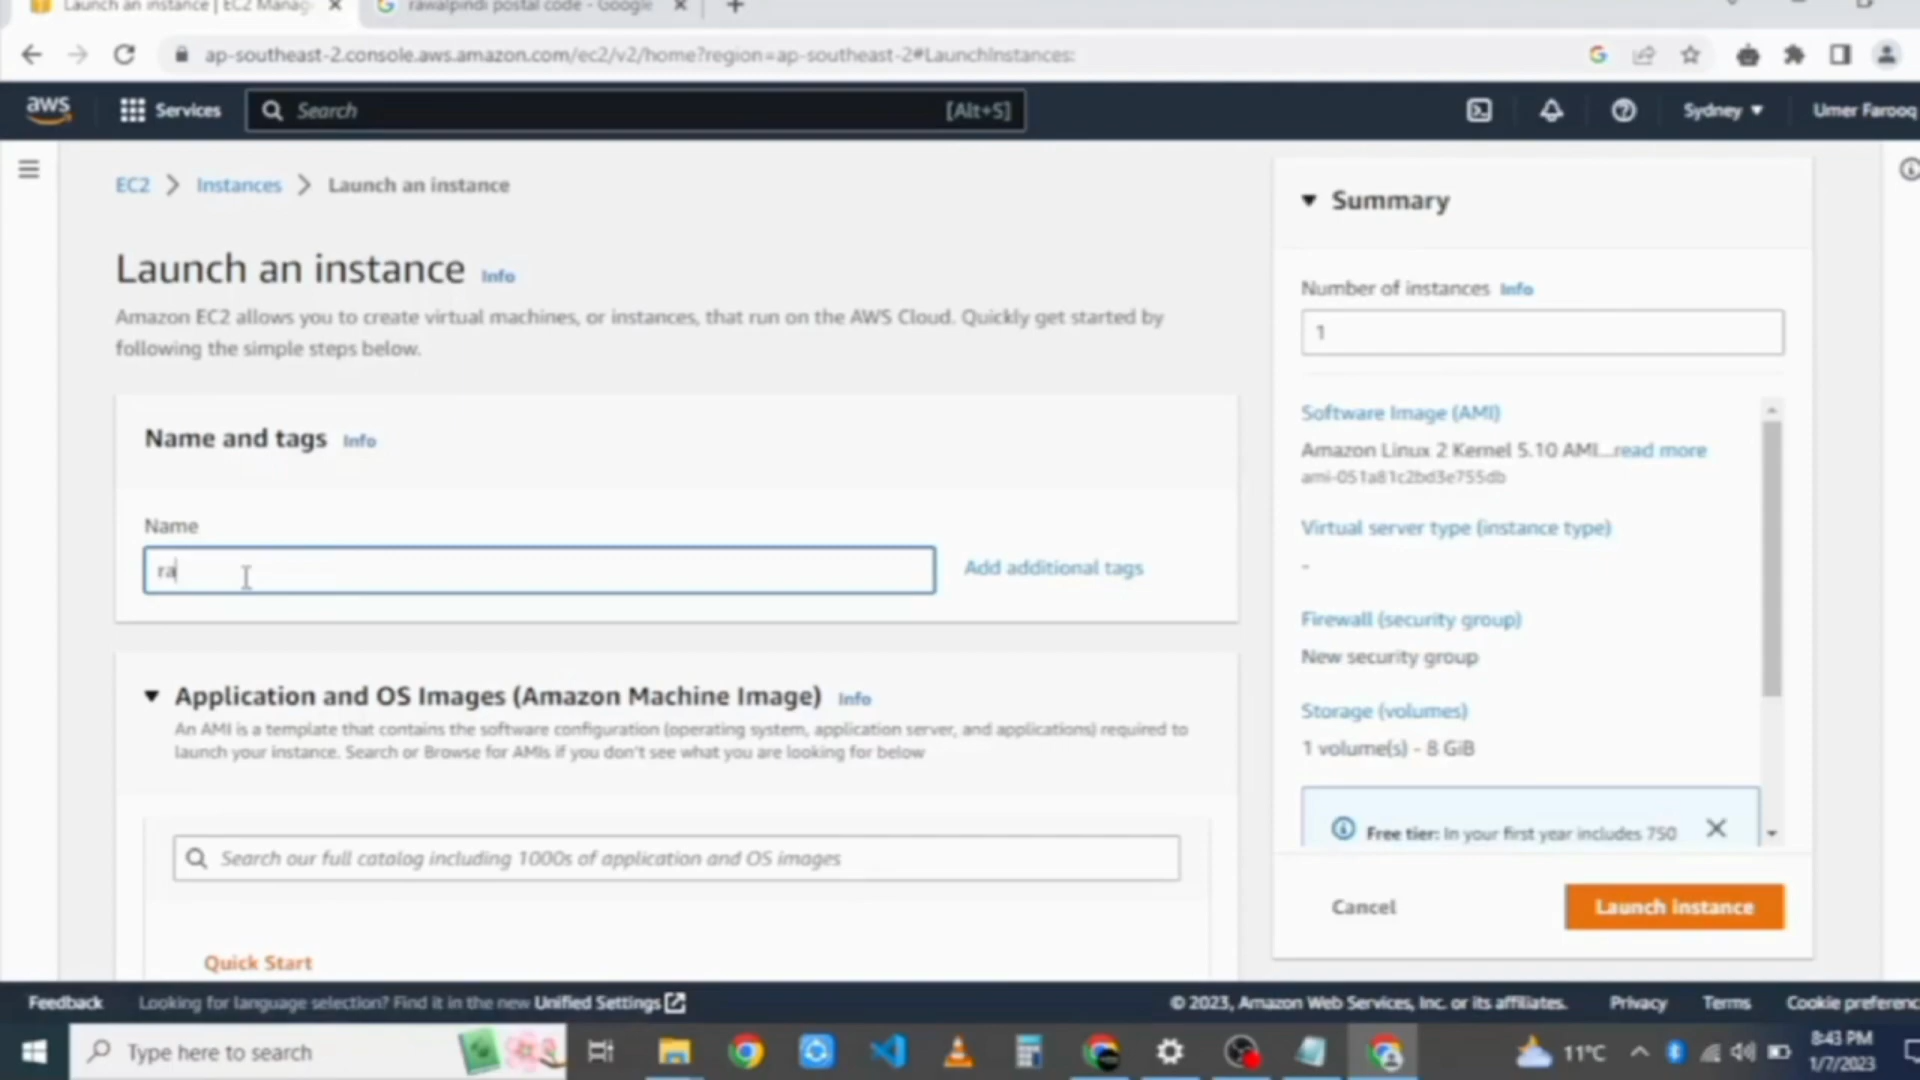 Launch an instance | EC2 Manag
rawalpindi postal code - Google
ap-southeast-2.console.aws.amazon.com/ec2/v2/home?region=ap-southeast-2#LaunchInstances:
aws
Services
Search
[Alt+S]
Sydney
Umer Farooq
EC2
Instances
Launch an instance
Launch an instance Info
Amazon EC2 allows you to create virtual machines, or instances, that run on the AWS Cloud. Quickly get started by
following the simple steps below.
Name and tags Info
Name
ra
Add additional tags
Application and OS Images (Amazon Machine Image) Info
An AMI is a template that contains the software configuration (operating system, application server, and applications) required to
launch your instance. Search or Browse for AMIs if you don't see what you are looking for below
Search our full catalog including 1000s of application and OS images
Quick Start
Summary
Number of instances Info
1
Software Image (AMI)
Amazon Linux 2 Kernel 5.10 AMI...read more
ami-051a81c2bd3e755db
Virtual server type (instance type)
-
Firewall (security group)
New security group
Storage (volumes)
1 volume(s) - 8 GiB
Free tier: In your first year includes 750
Cancel
Launch instance
Feedback
Looking for language selection? Find it in the new Unified Settings
© 2023, Amazon Web Services, Inc. or its affiliates.
Privacy
Terms
Cookie preferenc
Type here to search
11°C
8:43 PM
1/7/2023